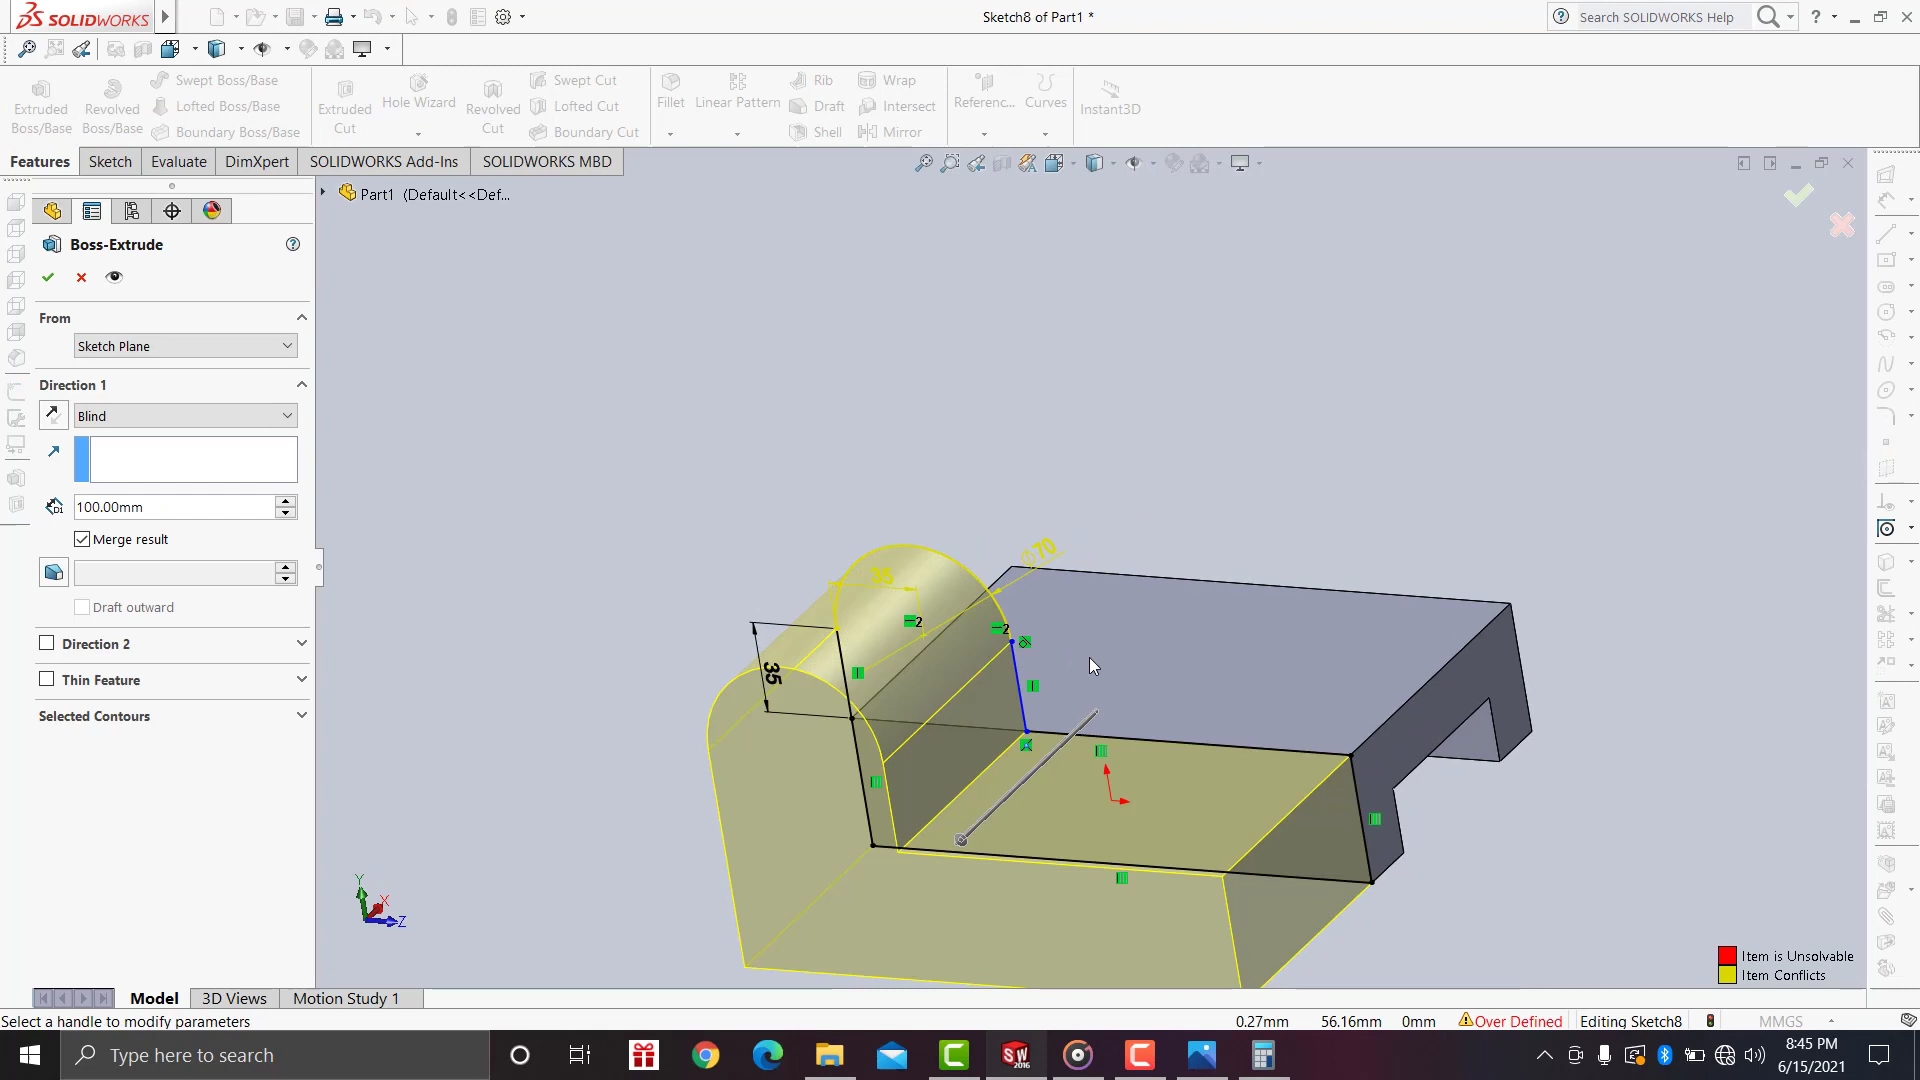 SOLIDWORKS
Sketch8 of Part1 *
Search SOLIDWORKS Help
Extruded Boss/Base
Revolved Boss/Base
Swept Boss/Base
Lofted Boss/Base
Boundary Boss/Base
Extruded Cut
Hole Wizard
Revolved Cut
Swept Cut
Lofted Cut
Boundary Cut
Fillet
Linear Pattern
Rib
Draft
Shell
Wrap
Intersect
Mirror
Referenc...
Curves
Instant3D
Features
Sketch
Evaluate
DimXpert
SOLIDWORKS Add-Ins
SOLIDWORKS MBD
Part1 (Default<<Def...
Boss-Extrude
From
Sketch Plane
Direction 1
Blind
D1
100.00mm
Merge result
Draft outward
Direction 2
Thin Feature
Selected Contours
∅70
35
2
2
35
Y
X
Z
Item is Unsolvable
Item Conflicts
Model
3D Views
Motion Study 1
Select a handle to modify parameters
0.27mm
56.16mm
0mm
Over Defined
Editing Sketch8
MMGS
Type here to search
SW
2016
8:45 PM
6/15/2021